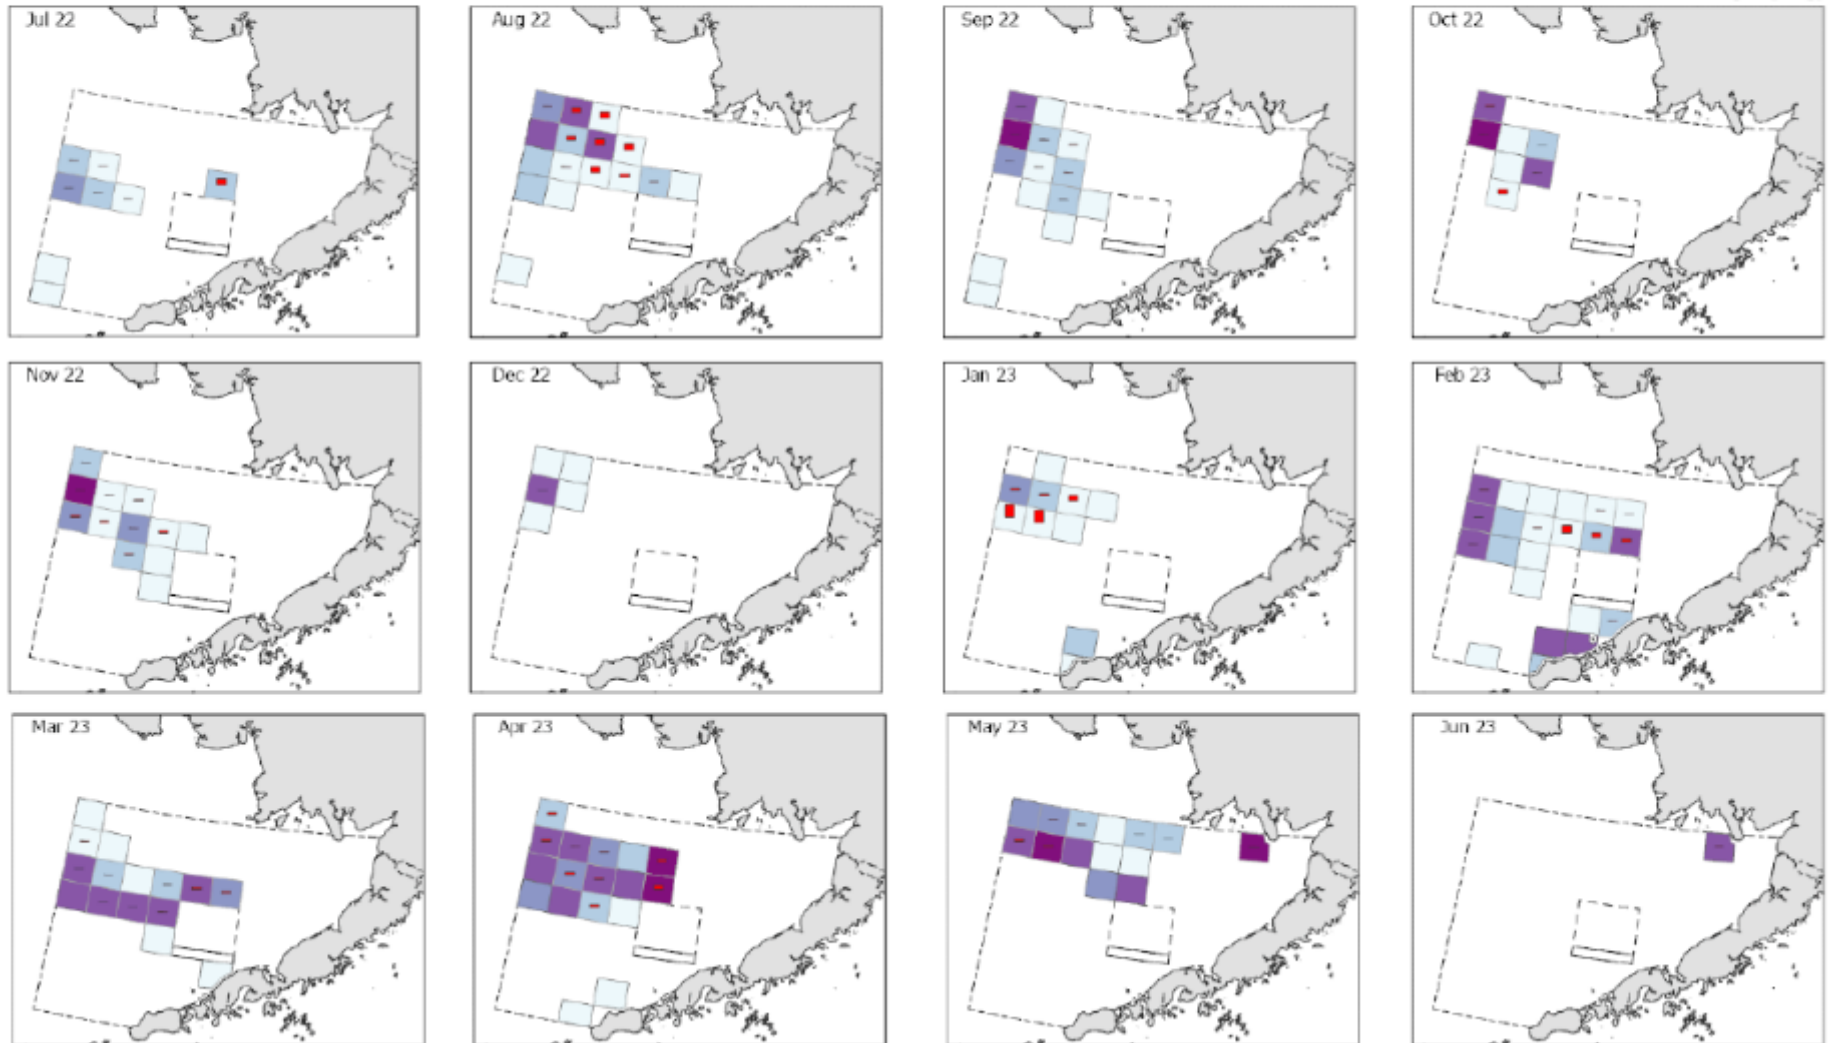 Jul 22
Aug 22
Sep 22
Oct 22
Nov 22
Dec 22
Jan 23
Feb 23
Mar 23
Apr 23
May 23
Jun 23